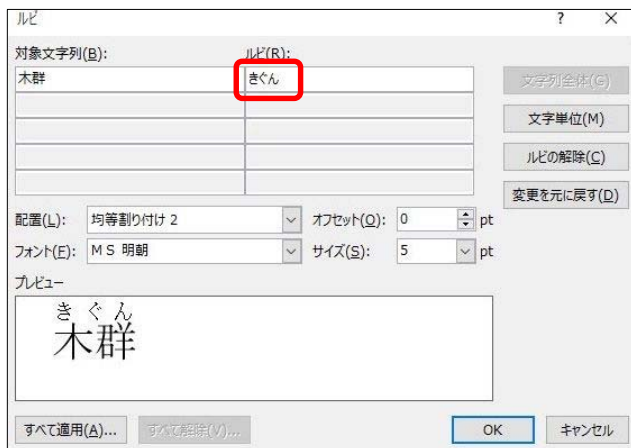 ルビ ? ×
対象文字列(B): ルビ(R):
木群 きぐん 文字列全体(G)
文字単位(M)
ルビの解除(C)
変更を元に戻す(D)
配置(L): 均等割り付け 2 オフセット(O): 0 pt
フォント(F): ＭＳ 明朝 サイズ(S): 5 pt
プレビュー
きぐん
木群
すべて適用(A)... すべて解除(V)... OK キャンセル